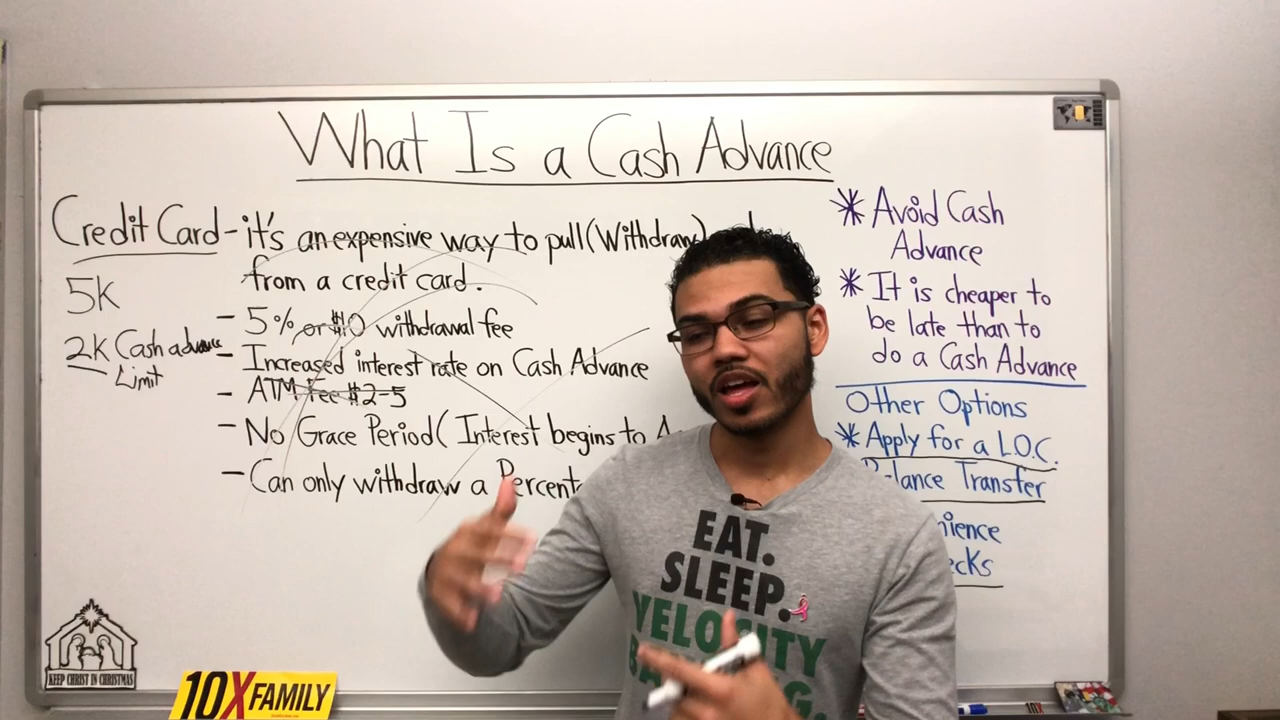 What Is a Cash Advance
Credit Card - it's an expensive way to pull (Withdraw)
from a credit card.
5k
2k Cash advance
Limit
- 5% or $10 withdrawal fee
- Increased interest rate on Cash Advance
- ATM Fee $2-5
- No Grace Period (Interest begins to
- Can only withdraw a
* Avoid Cash
Advance
* It is cheaper to
be late than to
do a Cash Advance
Other Options
* Apply for a L.O.C.
Transfer
EAT.
SLEEP.
VELOCITY
KEEP CHRIST IN CHRISTMAS
10X FAMILY